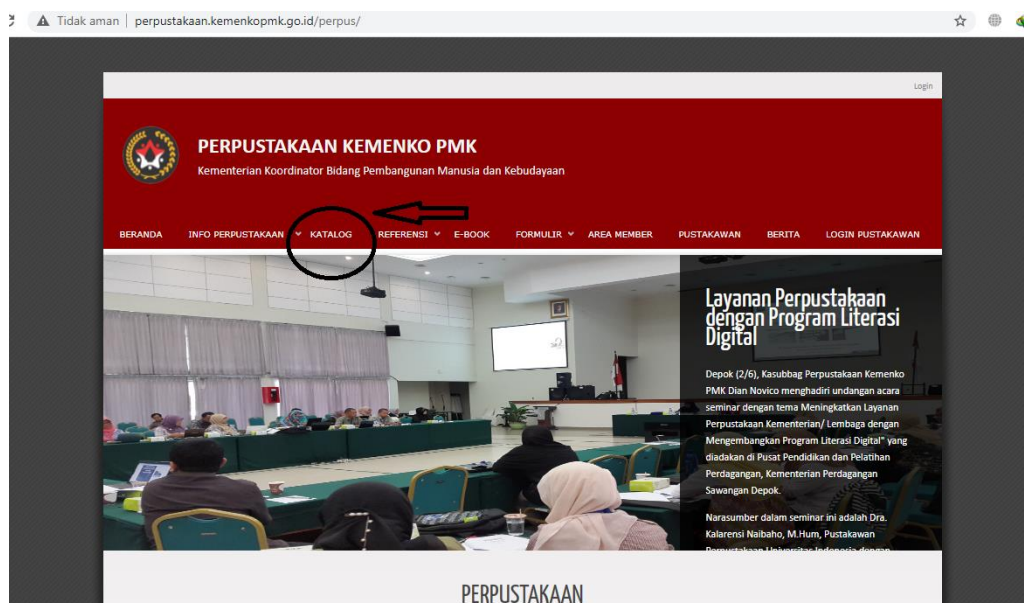 Tidak aman | perpustakaan.kemenkopmk.go.id/perpus/
Login
PERPUSTAKAAN KEMENKO PMK
Kementerian Koordinator Bidang Pembangunan Manusia dan Kebudayaan
BERANDA INFO PERPUSTAKAAN KATALOG REFERENSI E-BOOK FORMULIR AREA MEMBER PUSTAKAWAN BERITA LOGIN PUSTAKAWAN
Layanan Perpustakaan
dengan Program Literasi
Digital
Depok (2/6), Kasubbag Perpustakaan Kemenko
PMK Dian Novico menghadiri undangan acara
seminar dengan tema Meningkatkan Layanan
Perpustakaan Kementerian/ Lembaga dengan
Mengembangkan Program Literasi Digital" yang
diadakan di Pusat Pendidikan dan Pelatihan
Perdagangan, Kementerian Perdagangan
Sawangan Depok.
Narasumber dalam seminar ini adalah Dra.
Kalarensi Naibaho, M.Hum, Pustakawan
Perpustakaan Universitas Indonesia dengan
PERPUSTAKAAN